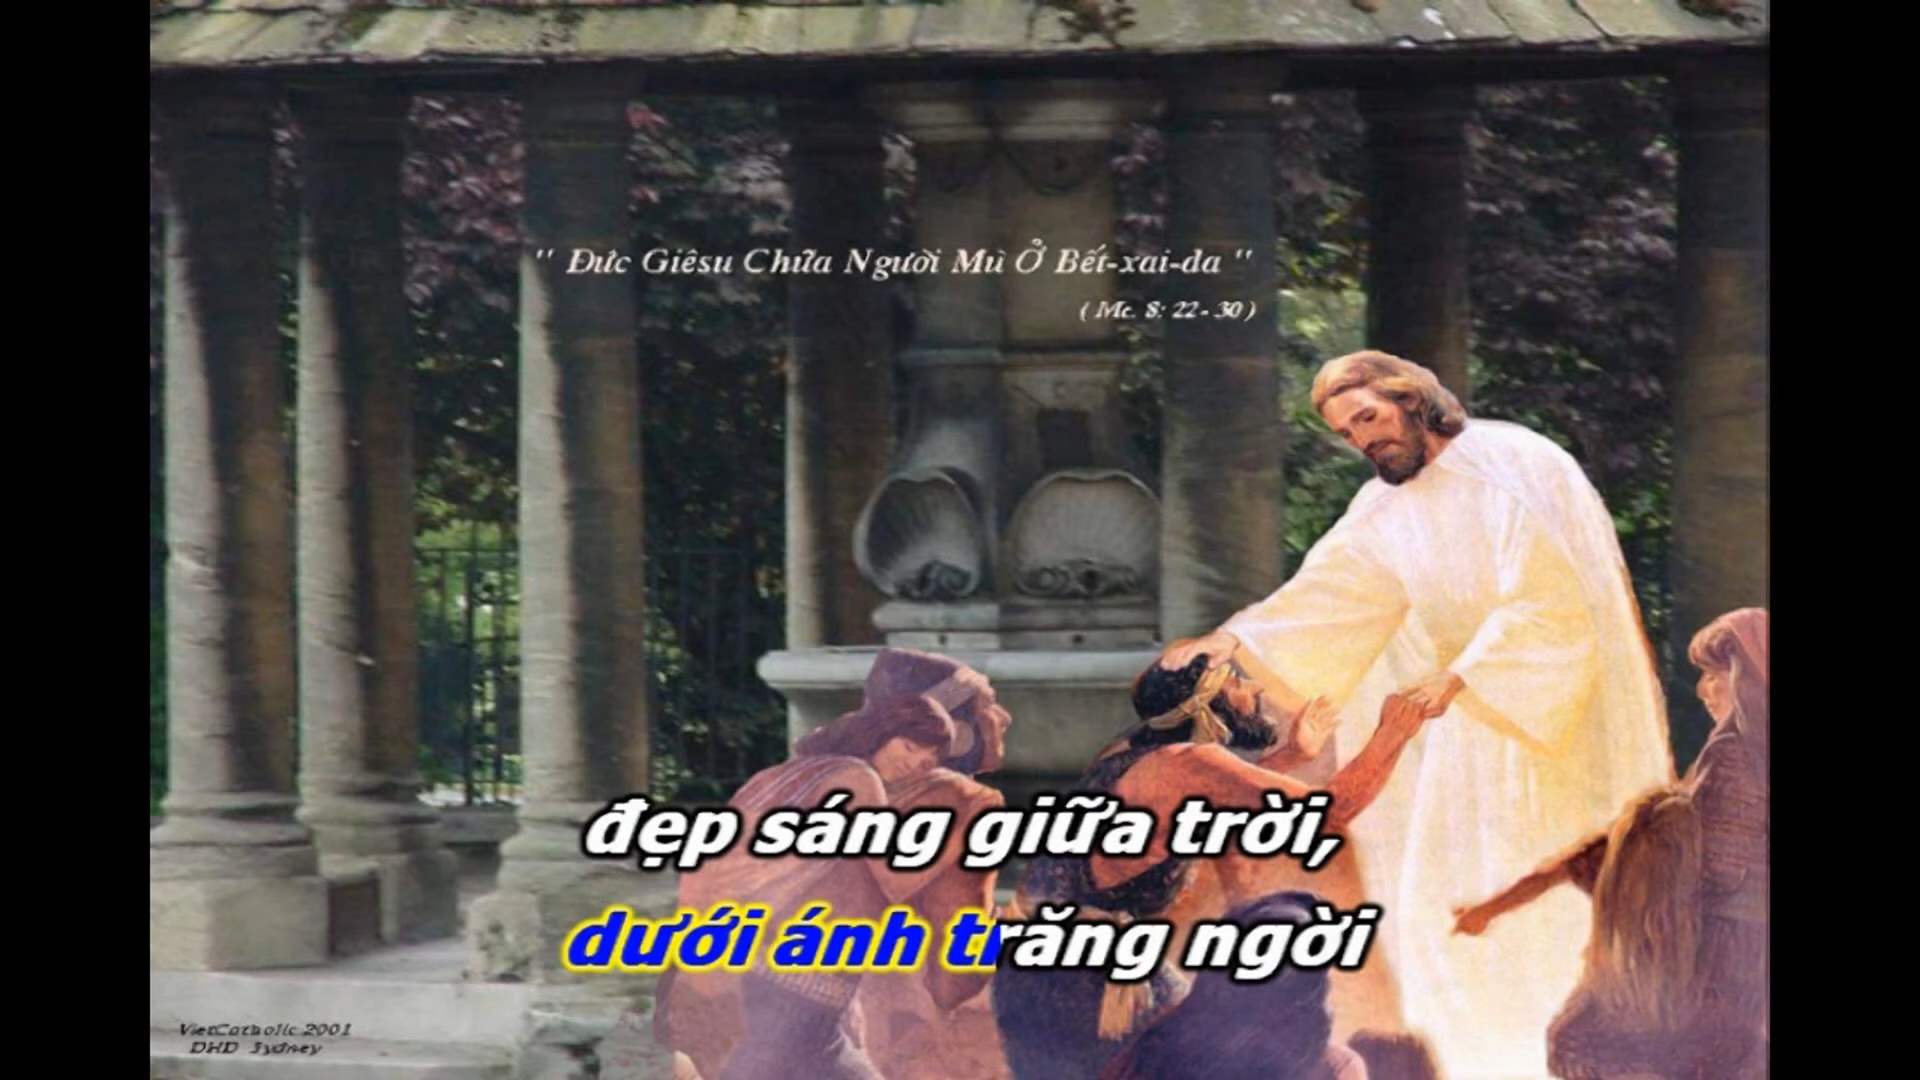 " Đức Giêsu Chữa Người Mù Ở Bết-xai-da "
( Mc. 8: 22 - 30 )
đẹp sáng giữa trời,
dưới ánh trăng ngời
VietCatholic 2001
DHD Sydney